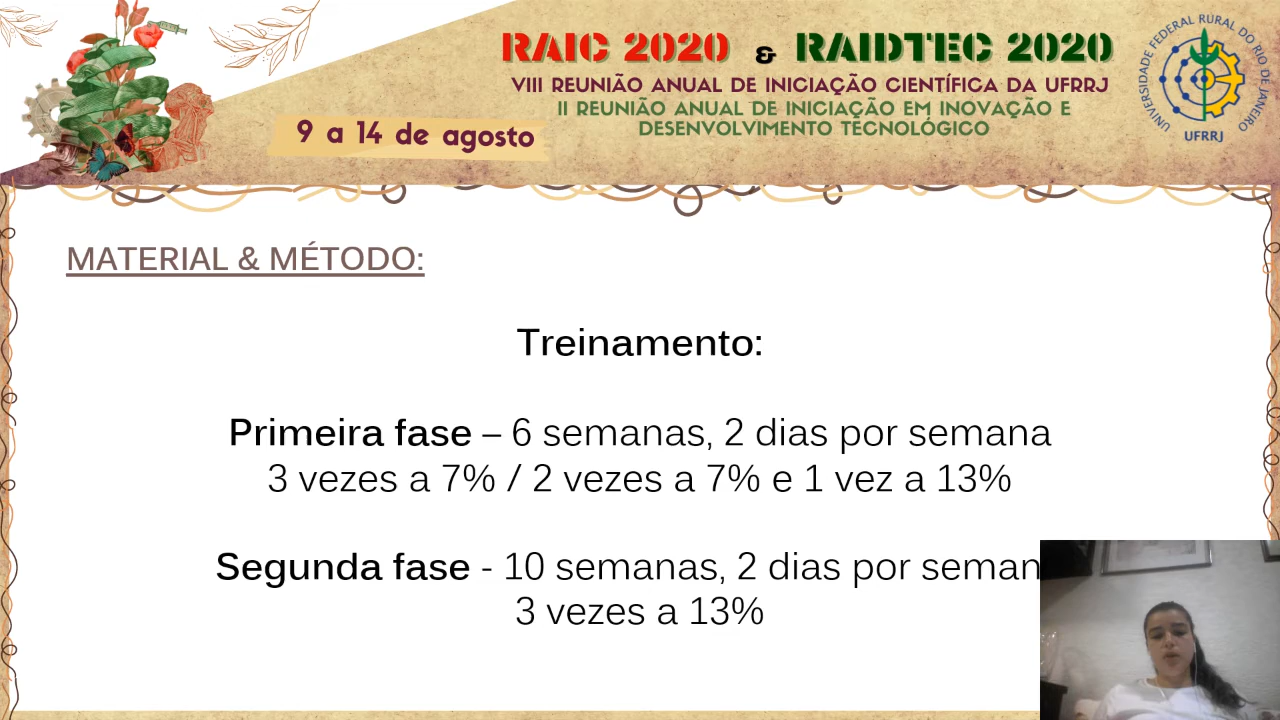 RAIC 2020 & RAIDTEC 2020
VIII REUNIÃO ANUAL DE INICIAÇÃO CIENTÍFICA DA UFRRJ
II REUNIÃO ANUAL DE INICIAÇÃO EM INOVAÇÃO E
DESENVOLVIMENTO TECNOLÓGICO
9 a 14 de agosto
UNIVERSIDADE FEDERAL RURAL DO RIO DE JANEIRO
UFRRJ
MATERIAL & MÉTODO:
Treinamento:
Primeira fase – 6 semanas, 2 dias por semana
3 vezes a 7% / 2 vezes a 7% e 1 vez a 13%
Segunda fase - 10 semanas, 2 dias por seman
3 vezes a 13%